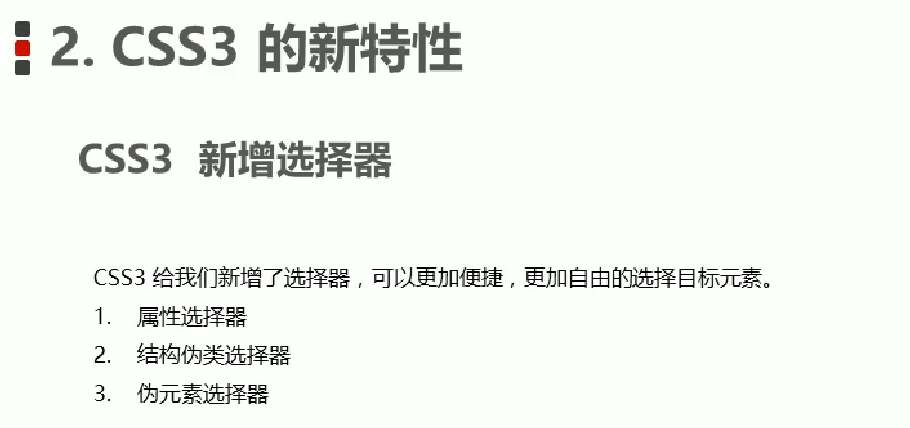 2. CSS3 的新特性
CSS3 新增选择器
CSS3 给我们新增了选择器，可以更加便捷，更加自由的选择目标元素。
1. 属性选择器
2. 结构伪类选择器
3. 伪元素选择器